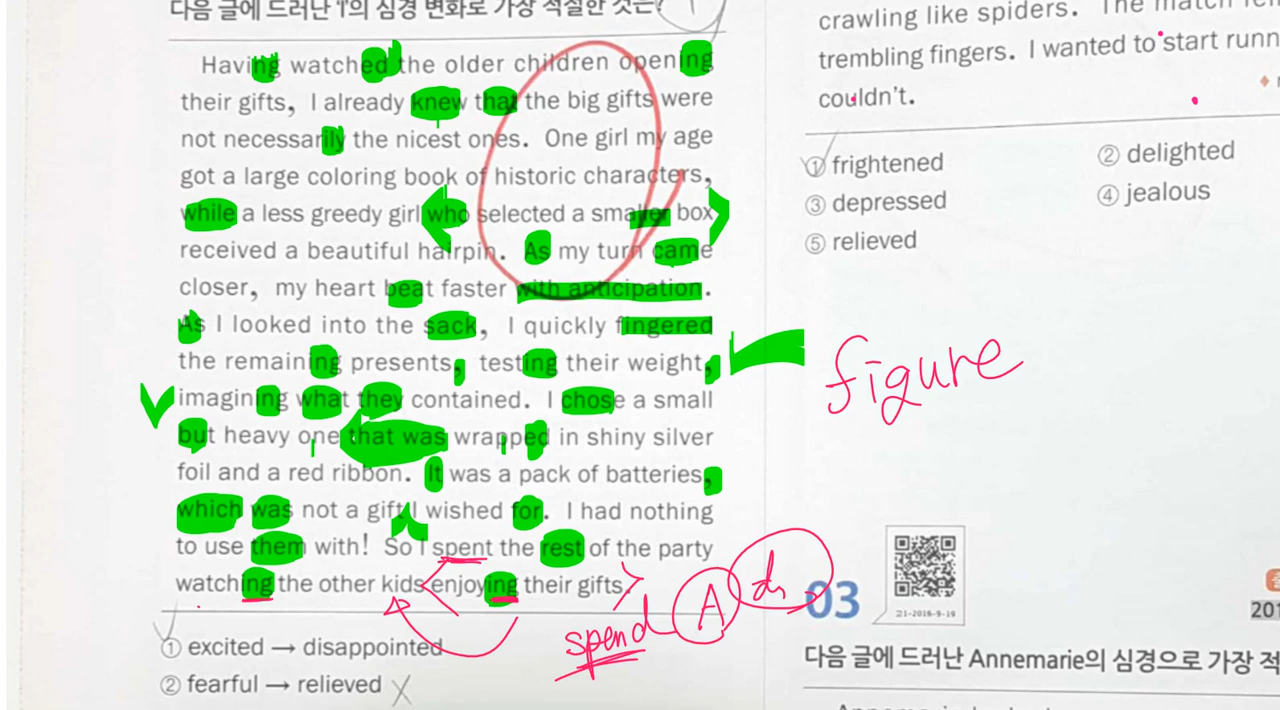 다음 글에 드러난 'I'의 심경 변화로 가장 적절한 것은?
Having watched the older children opening
their gifts, I already knew that the big gifts were
not necessarily the nicest ones. One girl my age
got a large coloring book of historic characters,
while a less greedy girl who selected a smaller box
received a beautiful hairpin. As my turn came
closer, my heart beat faster with anticipation.
As I looked into the sack, I quickly fingered
the remaining presents, testing their weight,
imagining what they contained. I chose a small
but heavy one that was wrapped in shiny silver
foil and a red ribbon. It was a pack of batteries,
which was not a gift I wished for. I had nothing
to use them with! So I spent the rest of the party
watching the other kids enjoying their gifts.
① excited → disappointed
② fearful → relieved
figure
spend A
crawling like spiders. The match
trembling fingers. I wanted to start
couldn't.
① frightened ② delighted
③ depressed ④ jealous
⑤ relieved
03
21-2016-9-19
201
다음 글에 드러난 Annemarie의 심경으로 가장 적